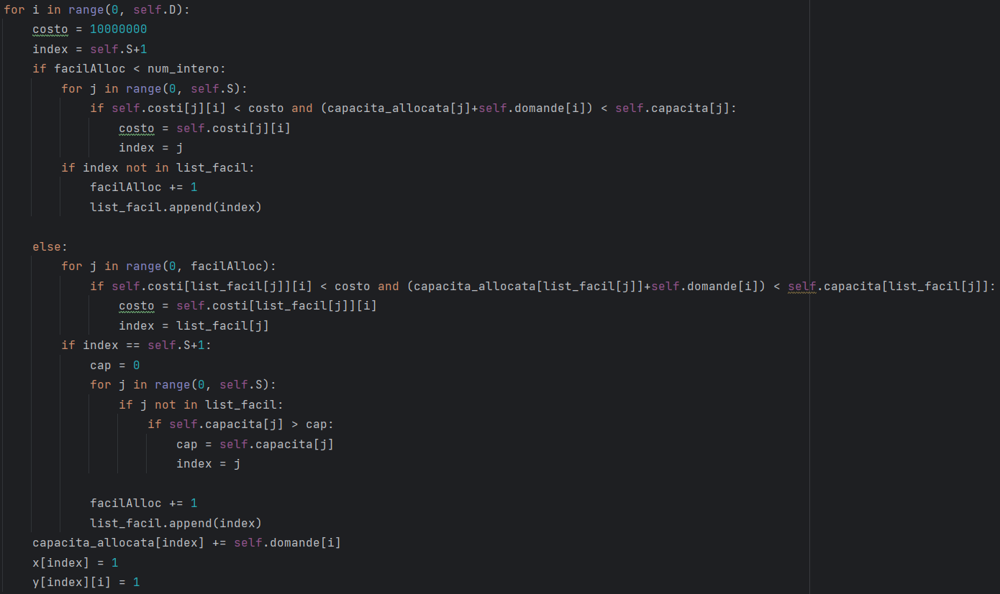 for i in range(0, self.D):
    costo = 10000000
    index = self.S+1
    if facilAlloc < num_intero:
        for j in range(0, self.S):
            if self.costi[j][i] < costo and (capacita_allocata[j]+self.domande[i]) < self.capacita[j]:
                costo = self.costi[j][i]
                index = j
        if index not in list_facil:
            facilAlloc += 1
            list_facil.append(index)

    else:
        for j in range(0, facilAlloc):
            if self.costi[list_facil[j]][i] < costo and (capacita_allocata[list_facil[j]]+self.domande[i]) < self.capacita[list_facil[j]]:
                costo = self.costi[list_facil[j]][i]
                index = list_facil[j]
        if index == self.S+1:
            cap = 0
            for j in range(0, self.S):
                if j not in list_facil:
                    if self.capacita[j] > cap:
                        cap = self.capacita[j]
                        index = j

            facilAlloc += 1
            list_facil.append(index)
    capacita_allocata[index] += self.domande[i]
    x[index] = 1
    y[index][i] = 1